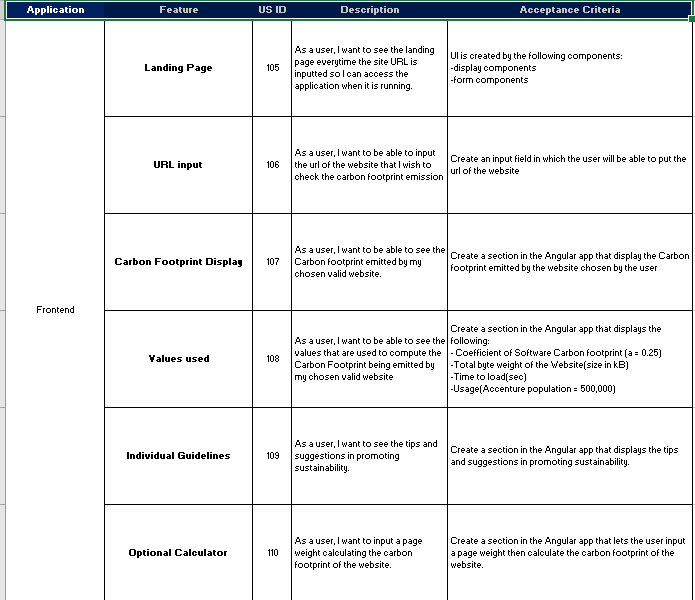 Application Feature US ID Description Acceptance Criteria
Frontend
Landing Page
105
As a user, I want to see the landing
page everytime the site URL is
inputted so I can access the
application when it is running.
UI is created by the following components:
-display components
-form components
URL input
106
As a user, I want to be able to input
the url of the website that I wish to
check the carbon footprint emission
Create an input field in which the user will be able to put the
url of the website
Carbon Footprint Display
107
As a user, I want to be able to see the
Carbon footprint emitted by my
chosen valid website.
Create a section in the Angular app that display the Carbon
footprint emitted by the website chosen by the user
Values used
108
As a user, I want to be able to see the
values that are used to compute the
Carbon Footprint being emitted by
my chosen valid website
Create a section in the Angular app that displays the
following:
- Coefficient of Software Carbon footprint (a = 0.25)
-Total byte weight of the Website(size in kB)
-Time to load(sec)
-Usage(Accenture population = 500,000)
Individual Guidelines
109
As a user, I want to see the tips and
suggestions in promoting
sustainability.
Create a section in the Angular app that displays the tips
and suggestions in promoting sustainability.
Optional Calculator
110
As a user, I want to input a page
weight calculating the carbon
footprint of the website.
Create a section in the Angular app that lets the user input
a page weight then calculate the carbon footprint of the
website.